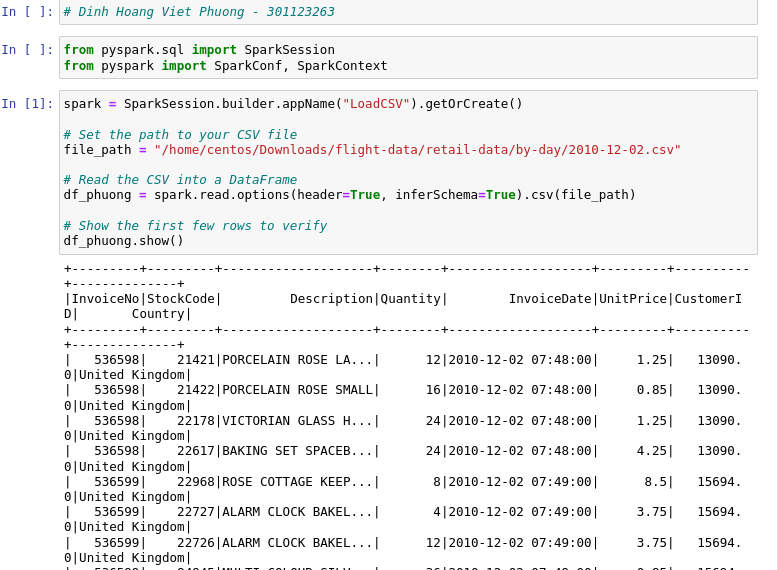 In [ ]: # Dinh Hoang Viet Phuong - 301123263
In [ ]: from pyspark.sql import SparkSession
from pyspark import SparkConf, SparkContext
In [1]: spark = SparkSession.builder.appName("LoadCSV").getOrCreate()
# Set the path to your CSV file
file_path = "/home/centos/Downloads/flight-data/retail-data/by-day/2010-12-02.csv"
# Read the CSV into a DataFrame
df_phuong = spark.read.options(header=True, inferSchema=True).csv(file_path)
# Show the first few rows to verify
df_phuong.show()
+---------+---------+--------------------+--------+-------------------+---------+----------
+--------------+
|InvoiceNo|StockCode|         Description|Quantity|        InvoiceDate|UnitPrice|CustomerI
D|       Country|
+---------+---------+--------------------+--------+-------------------+---------+----------
+--------------+
|   536598|    21421|PORCELAIN ROSE LA...|      12|2010-12-02 07:48:00|     1.25|   13090.
0|United Kingdom|
|   536598|    21422|PORCELAIN ROSE SMALL|      16|2010-12-02 07:48:00|     0.85|   13090.
0|United Kingdom|
|   536598|    22178|VICTORIAN GLASS H...|      24|2010-12-02 07:48:00|     1.25|   13090.
0|United Kingdom|
|   536598|    22617|BAKING SET SPACEB...|      24|2010-12-02 07:48:00|     4.25|   13090.
0|United Kingdom|
|   536599|    22968|ROSE COTTAGE KEEP...|       8|2010-12-02 07:49:00|      8.5|   15694.
0|United Kingdom|
|   536599|    22727|ALARM CLOCK BAKEL...|       4|2010-12-02 07:49:00|     3.75|   15694.
0|United Kingdom|
|   536599|    22726|ALARM CLOCK BAKEL...|      12|2010-12-02 07:49:00|     3.75|   15694.
0|United Kingdom|